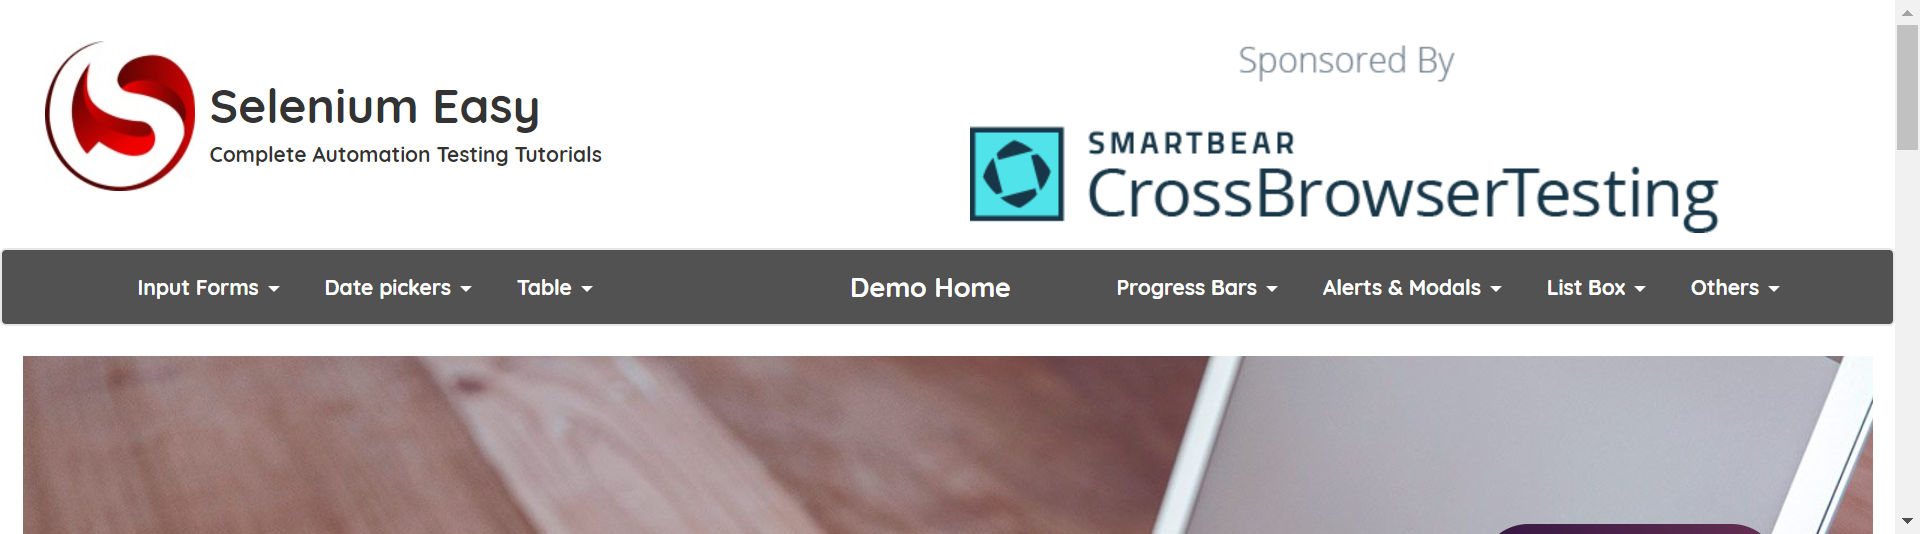 Selenium Easy
Complete Automation Testing Tutorials
Sponsored By
SMARTBEAR
CrossBrowserTesting
Input Forms Date pickers Table Demo Home Progress Bars Alerts & Modals List Box Others